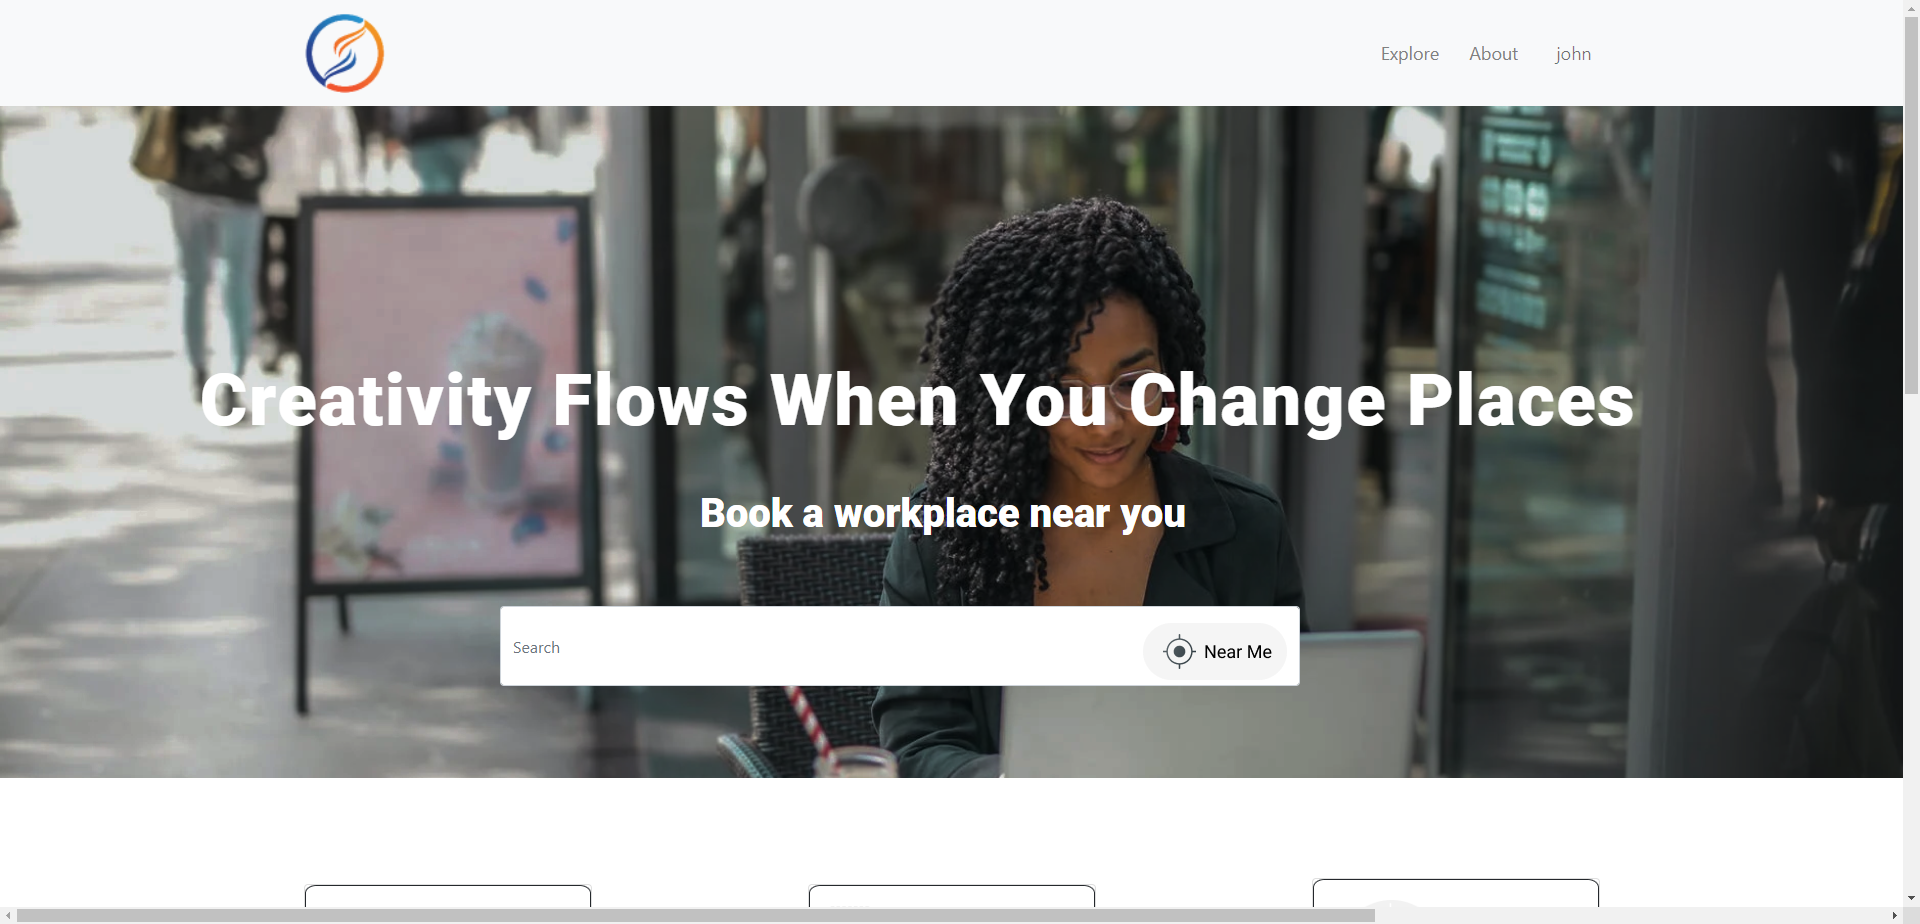 Explore About john
Creativity Flows When You Change Places
Book a workplace near you
Search Near Me